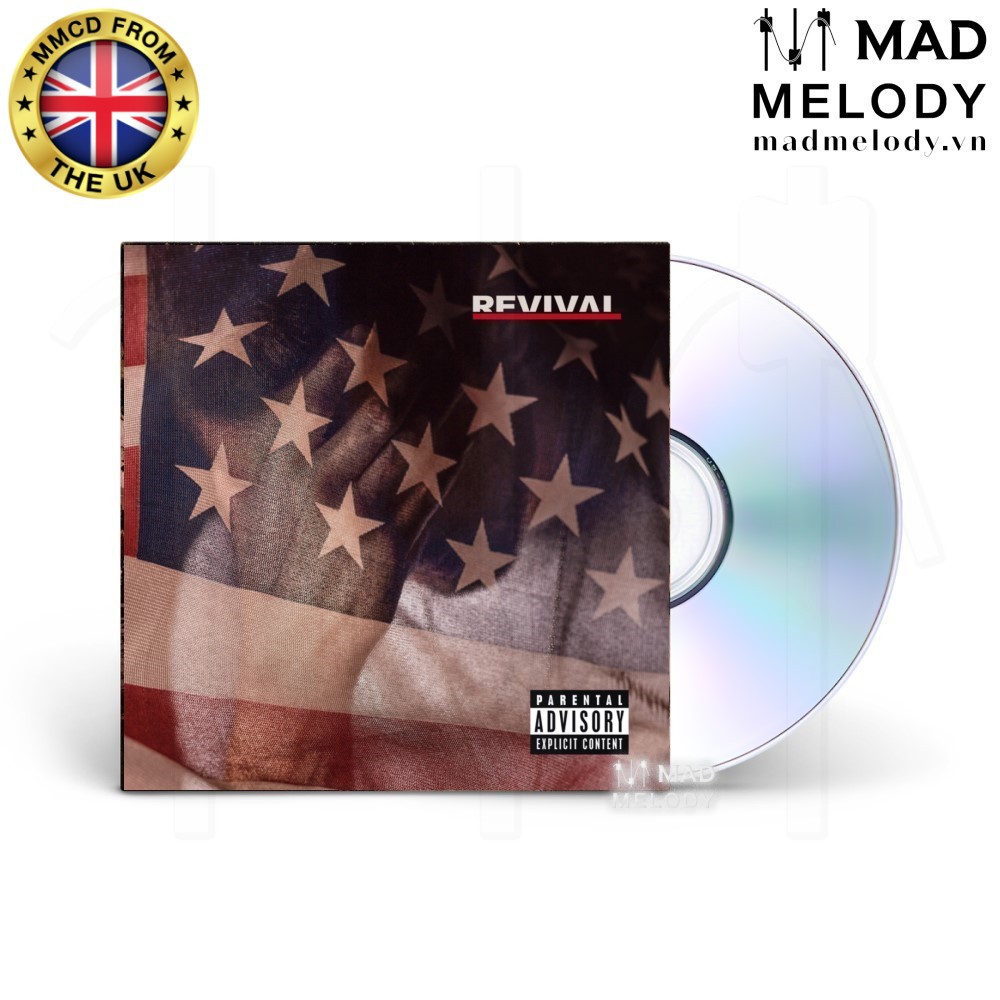 MMCD FROM
THE UK
MAD
MELODY
madmelody.vn
REVIVAL
PARENTAL
ADVISORY
EXPLICIT CONTENT
MAD
MELODY